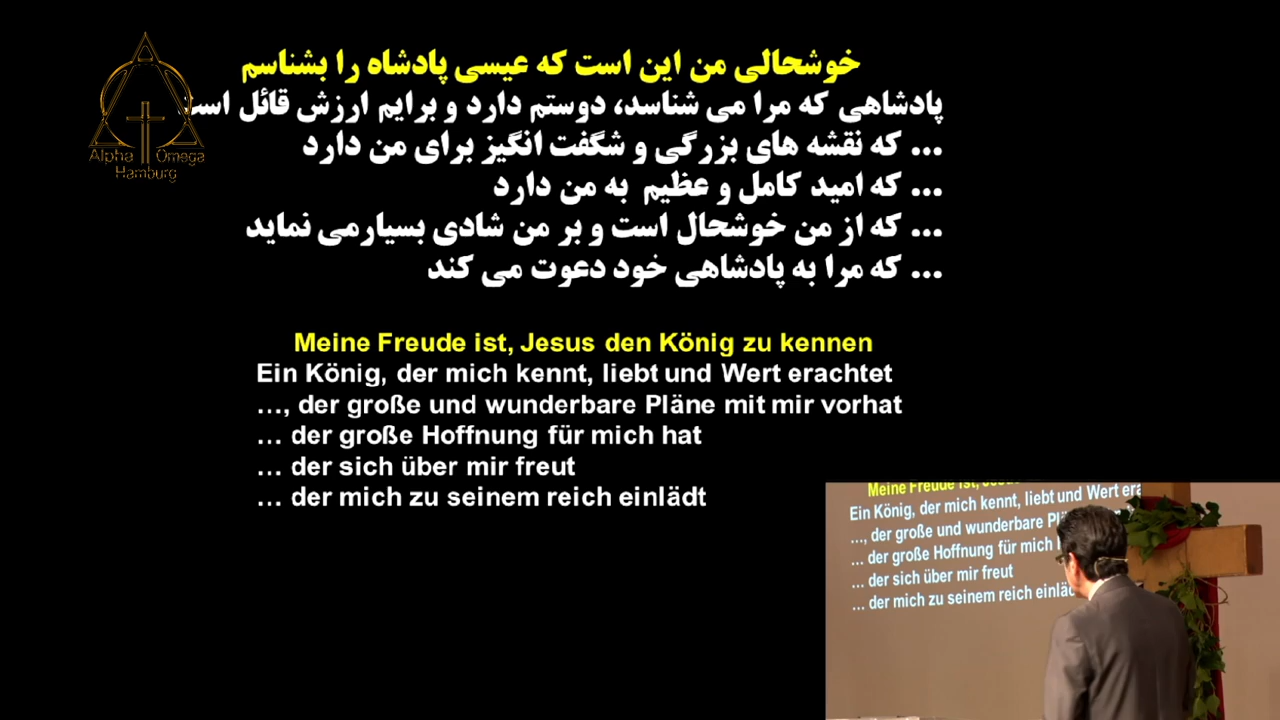 Alpha Omega
Hamburg
خوشحالی من این است که عیسی پادشاه را بشناسم
پادشاهی که مرا می شناسد، دوستم دارد و برایم ارزش قائل است
... که نقشه های بزرگی و شگفت انگیز برای من دارد
... که امید کامل و عظیم به من دارد
... که از من خوشحال است و بر من شادی بسیارمی نماید
... که مرا به پادشاهی خود دعوت می کند
Meine Freude ist, Jesus den König zu kennen
Ein König, der mich kennt, liebt und Wert erachtet
…, der große und wunderbare Pläne mit mir vorhat
… der große Hoffnung für mich hat
… der sich über mir freut
… der mich zu seinem reich einlädt
Meine Freude ist, Jesus
Ein König, der mich kennt, liebt und Wert era
…, der große und wunderbare Pl
… der große Hoffnung für mich
… der sich über mir freut
… der mich zu seinem reich einläd